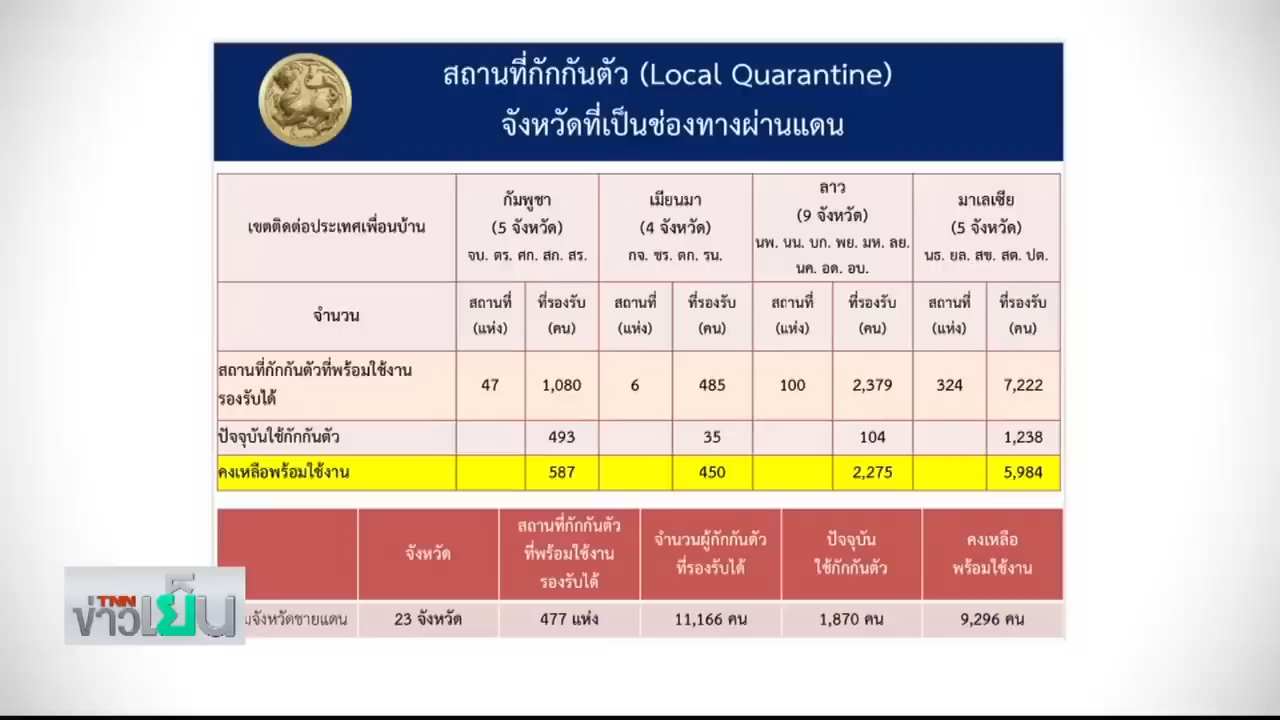 สถานที่กักกันตัว (Local Quarantine)
จังหวัดที่เป็นช่องทางผ่านแดน
เขตติดต่อประเทศเพื่อนบ้าน
กัมพูชา
(5 จังหวัด)
จบ. ตร. ศก. สก. สร.
เมียนมา
(4 จังหวัด)
กจ. ชร. ตก. รน.
ลาว
(9 จังหวัด)
นพ. นน. บก. พย. มห. ลย.
นค. อด. อบ.
มาเลเซีย
(5 จังหวัด)
นธ. ยล. สข. สต. ปต.
จำนวน
สถานที่
(แห่ง)
ที่รองรับ
(คน)
สถานที่
(แห่ง)
ที่รองรับ
(คน)
สถานที่
(แห่ง)
ที่รองรับ
(คน)
สถานที่
(แห่ง)
ที่รองรับ
(คน)
สถานที่กักกันตัวที่พร้อมใช้งาน
รองรับได้
47 1,080 6 485 100 2,379 324 7,222
ปัจจุบันใช้กักกันตัว 493 35 104 1,238
คงเหลือพร้อมใช้งาน 587 450 2,275 5,984
จังหวัด
สถานที่กักกันตัว
ที่พร้อมใช้งาน
รองรับได้
จำนวนผู้กักกันตัว
ที่รองรับได้
ปัจจุบัน
ใช้กักกันตัว
คงเหลือ
พร้อมใช้งาน
จังหวัดชายแดน 23 จังหวัด 477 แห่ง 11,166 คน 1,870 คน 9,296 คน
TNN
ข่าวเย็น